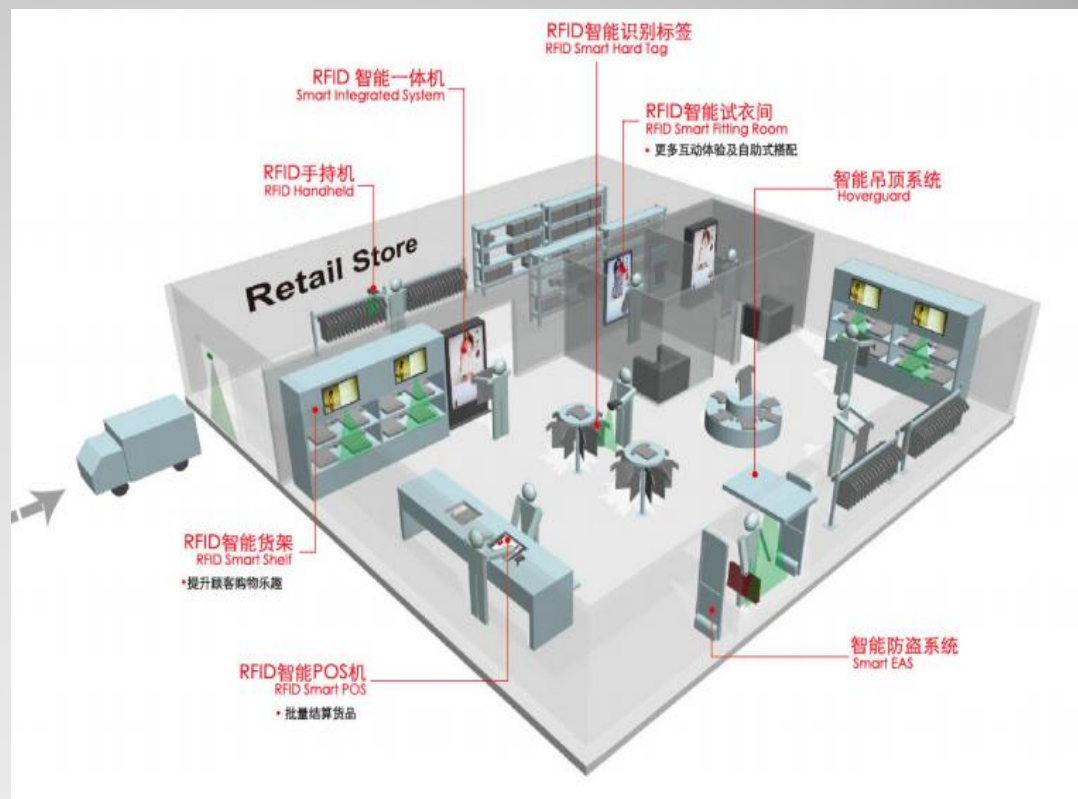 RFID智能识别标签
RFID Smart Hard Tag
RFID 智能一体机
Smart Integrated System
RFID智能试衣间
RFID Smart Fitting Room
• 更多互动体验及自助式搭配
RFID手持机
RFID Handheld
智能吊顶系统
Hoverguard
Retail Store
RFID智能货架
RFID Smart Shelf
•提升顾客购物乐趣
智能防盗系统
Smart EAS
RFID智能POS机
RFID Smart POS
• 批量结算货品